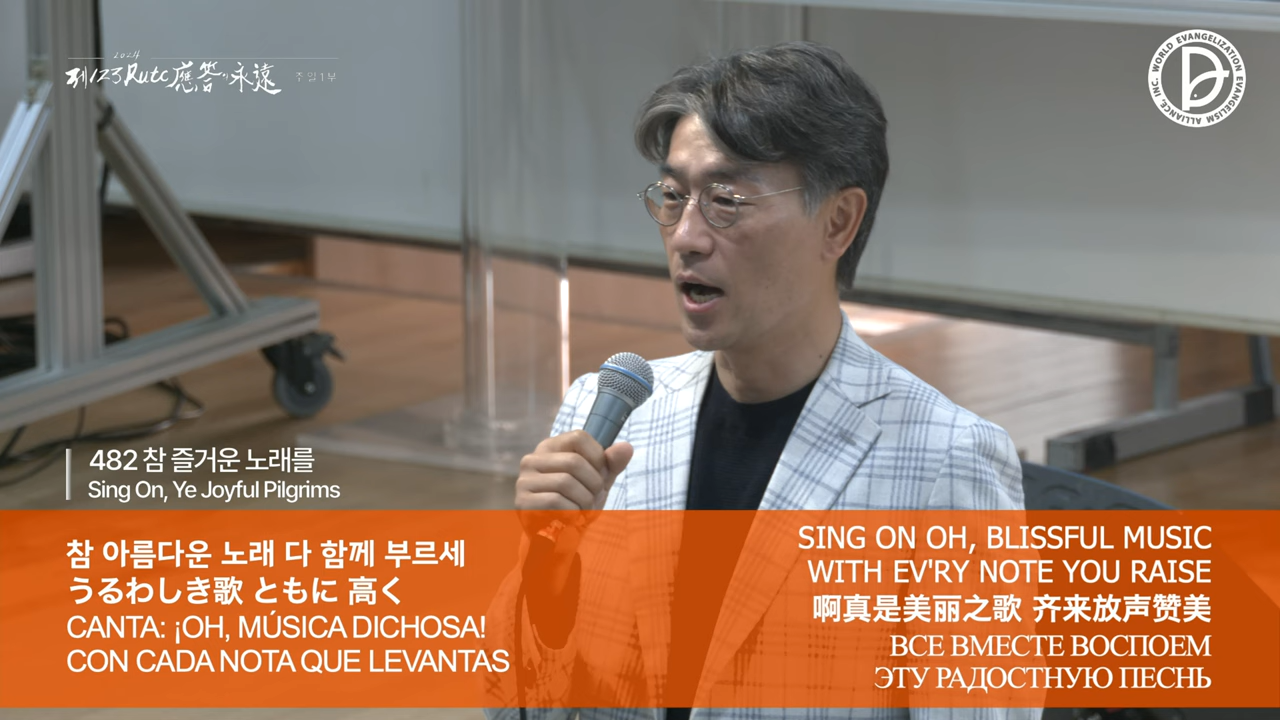 2024
제123차 Rutc 應答의 永遠 주일1부
WORLD EVANGELIZATION EVANGELISM ALLIANCE, INC.
482 참 즐거운 노래를
Sing On, Ye Joyful Pilgrims
참 아름다운 노래 다 함께 부르세
うるわしき歌 ともに 高く
CANTA: ¡OH, MÚSICA DICHOSA!
CON CADA NOTA QUE LEVANTAS
SING ON OH, BLISSFUL MUSIC
WITH EV'RY NOTE YOU RAISE
啊真是美丽之歌 齐来放声赞美
ВСЕ ВМЕСТЕ ВОСПОЕМ
ЭТУ РАДОСТНУЮ ПЕСНЬ